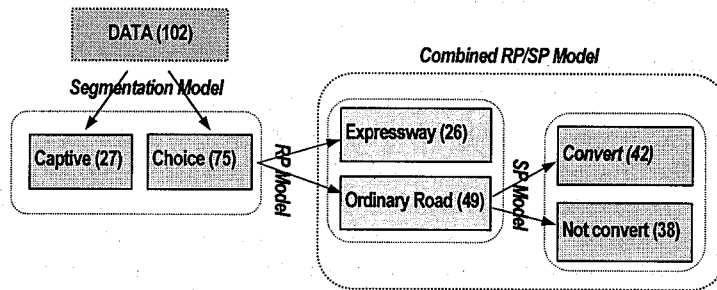 DATA (102)
Combined RP/SP Model
Segmentation Model
Captive (27)
Choice (75)
RP Model
Expressway (26)
Ordinary Road (49)
SP Model
Convert (42)
Not convert (38)